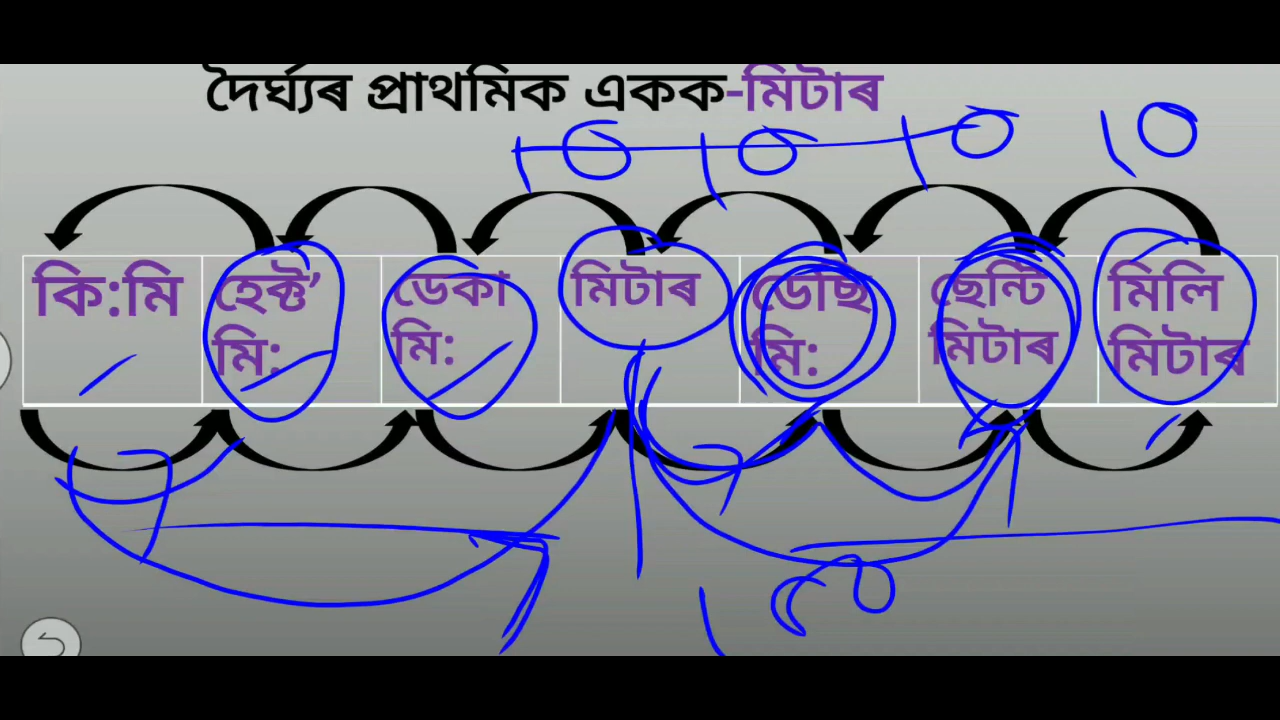 দৈৰ্ঘ্যৰ প্ৰাথমিক একক-মিটাৰ
10 10 10 10
কি:মি হেক্ট’ মি: ডেকা মি: মিটাৰ ডেছি মি: ছেন্টি মিটাৰ মিলি মিটাৰ
100